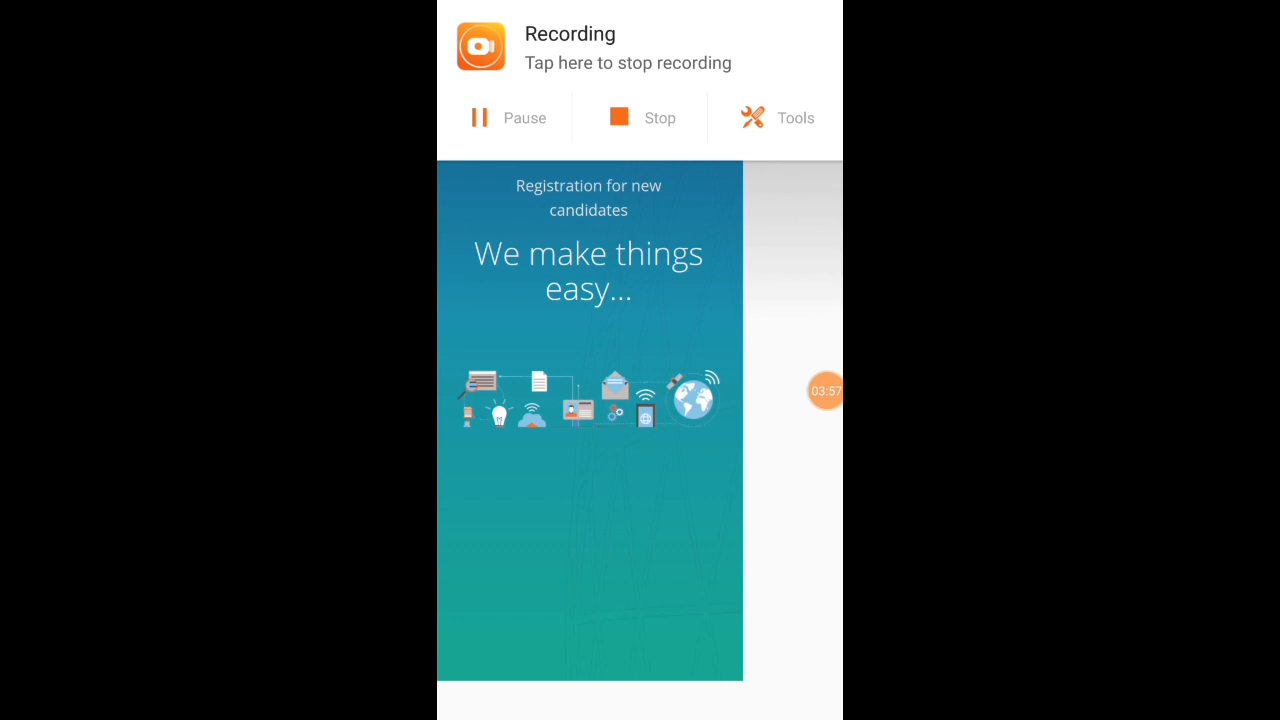 Recording
Tap here to stop recording
Pause
Stop
Tools
Registration for new
candidates
We make things
easy...
03:57